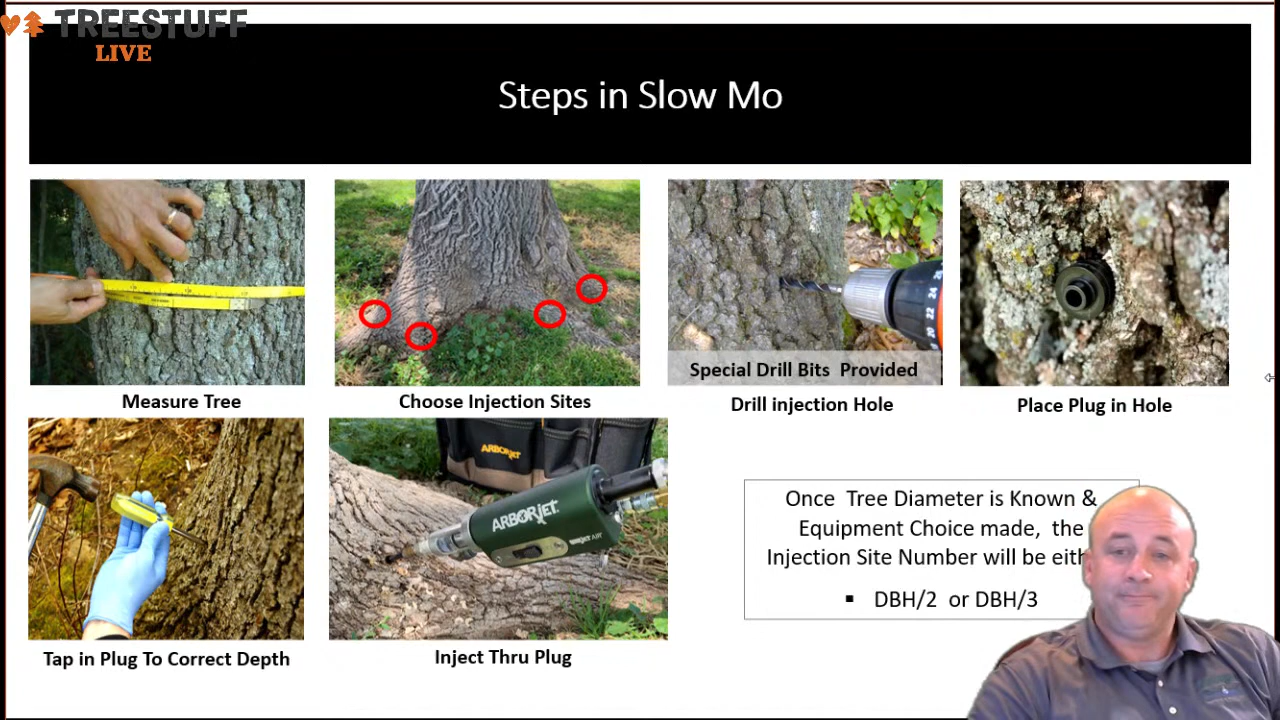 TREESTUFF
LIVE
Steps in Slow Mo
Special Drill Bits Provided
Measure Tree
Choose Injection Sites
Drill injection Hole
Place Plug in Hole
ARBORJET
ARBORJET
Once Tree Diameter is Known &
Equipment Choice made, the
Injection Site Number will be
▪ DBH/2 or DBH/3
Tap in Plug To Correct Depth
Inject Thru Plug